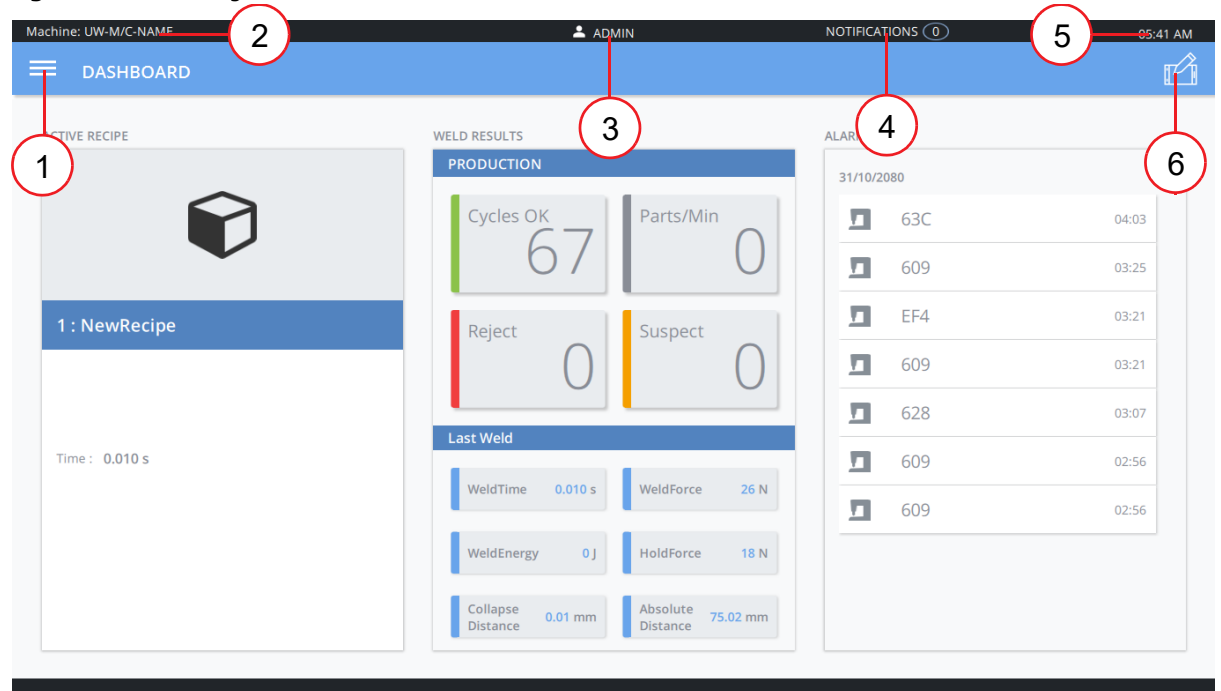 Machine: UW-M/C-NAME
2
ADMIN
3
NOTIFICATIONS 0
4
5
05:41 AM
DASHBOARD
1
6
ACTIVE RECIPE
1 : NewRecipe
Time : 0.010 s
WELD RESULTS
PRODUCTION
Cycles OK
67
Parts/Min
0
Reject
0
Suspect
0
Last Weld
WeldTime 0.010 s
WeldForce 26 N
WeldEnergy 0 J
HoldForce 18 N
Collapse
Distance 0.01 mm
Absolute
Distance 75.02 mm
31/10/2080
63C 04:03
609 03:25
EF4 03:21
609 03:21
628 03:07
609 02:56
609 02:56